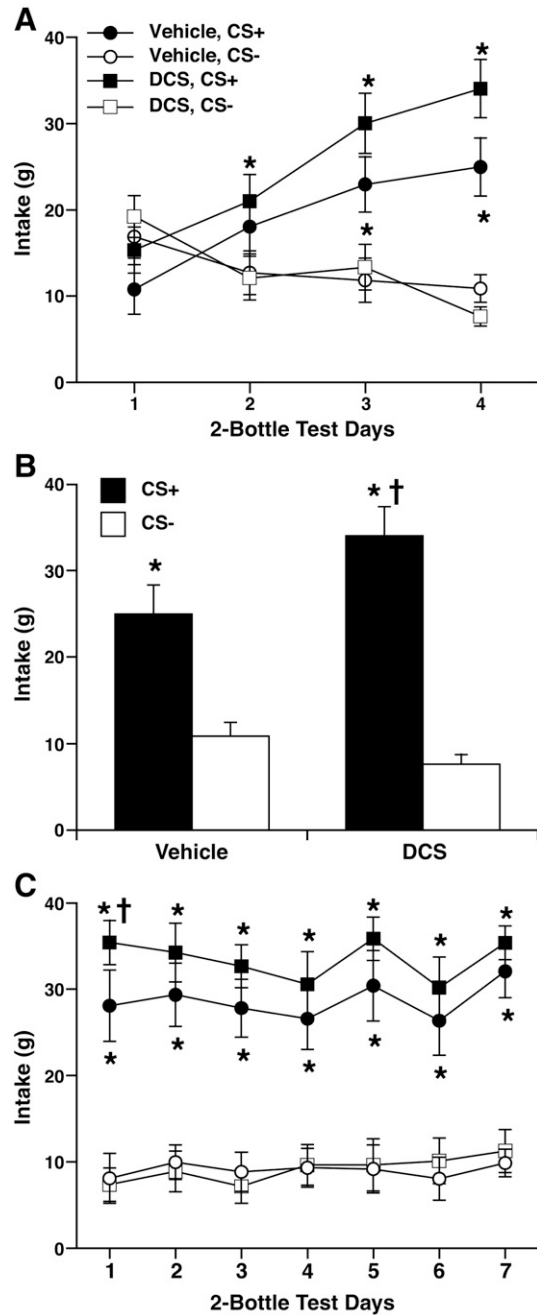 A
Vehicle, CS+
Vehicle, CS-
DCS, CS+
DCS, CS-
Intake (g)
40
30
20
10
0
* * *
* *
1 2 3 4
2-Bottle Test Days
B
CS+
CS-
Intake (g)
40
30
20
10
0
* * †
Vehicle DCS
C
Intake (g)
40
30
20
10
0
* † * * * * * *
* * * * * * *
1 2 3 4 5 6 7
2-Bottle Test Days